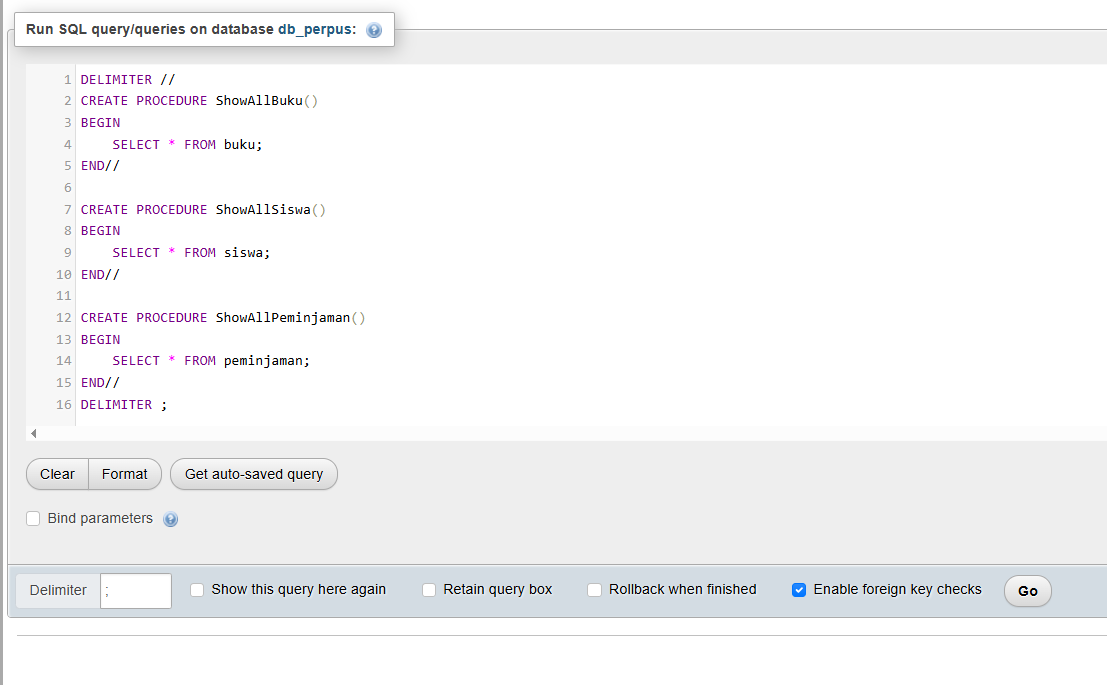 Run SQL query/queries on database db_perpus:
1 DELIMITER //
2 CREATE PROCEDURE ShowAllBuku()
3 BEGIN
4     SELECT * FROM buku;
5 END//
6
7 CREATE PROCEDURE ShowAllSiswa()
8 BEGIN
9     SELECT * FROM siswa;
10 END//
11
12 CREATE PROCEDURE ShowAllPeminjaman()
13 BEGIN
14     SELECT * FROM peminjaman;
15 END//
16 DELIMITER ;
Clear Format Get auto-saved query
Bind parameters
Delimiter ; Show this query here again Retain query box Rollback when finished Enable foreign key checks Go